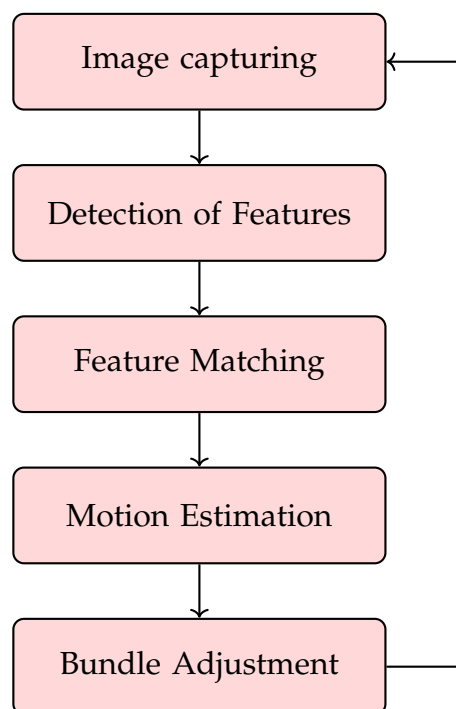 Image capturing
Detection of Features
Feature Matching
Motion Estimation
Bundle Adjustment